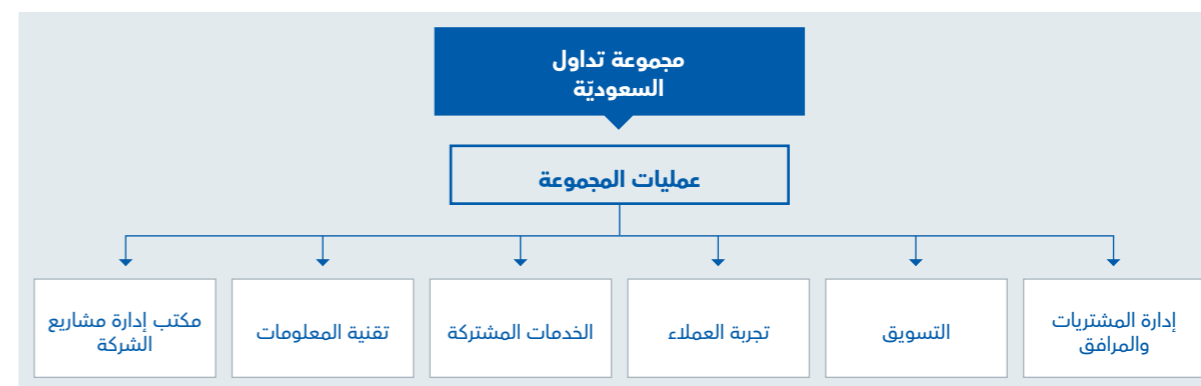 مجموعة تداول
السعوديّة
عمليات المجموعة
إدارة المشتريات
والمرافق
التسويق
تجربة العملاء
الخدمات المشتركة
تقنية المعلومات
مكتب إدارة مشاريع
الشركة